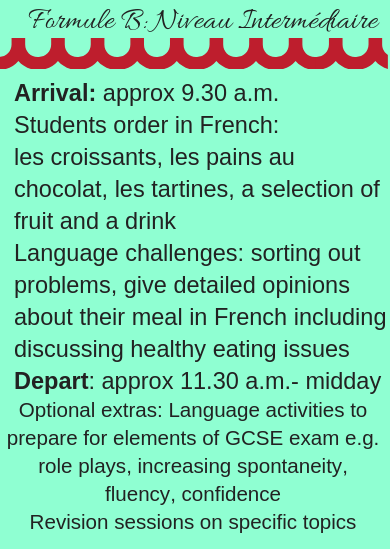 Formule B: Niveau Intermédiaire
Arrival: approx 9.30 a.m.
Students order in French:
les croissants, les pains au
chocolat, les tartines, a selection of
fruit and a drink
Language challenges: sorting out
problems, give detailed opinions
about their meal in French including
discussing healthy eating issues
Depart: approx 11.30 a.m.- midday
Optional extras: Language activities to
prepare for elements of GCSE exam e.g.
role plays, increasing spontaneity,
fluency, confidence
Revision sessions on specific topics